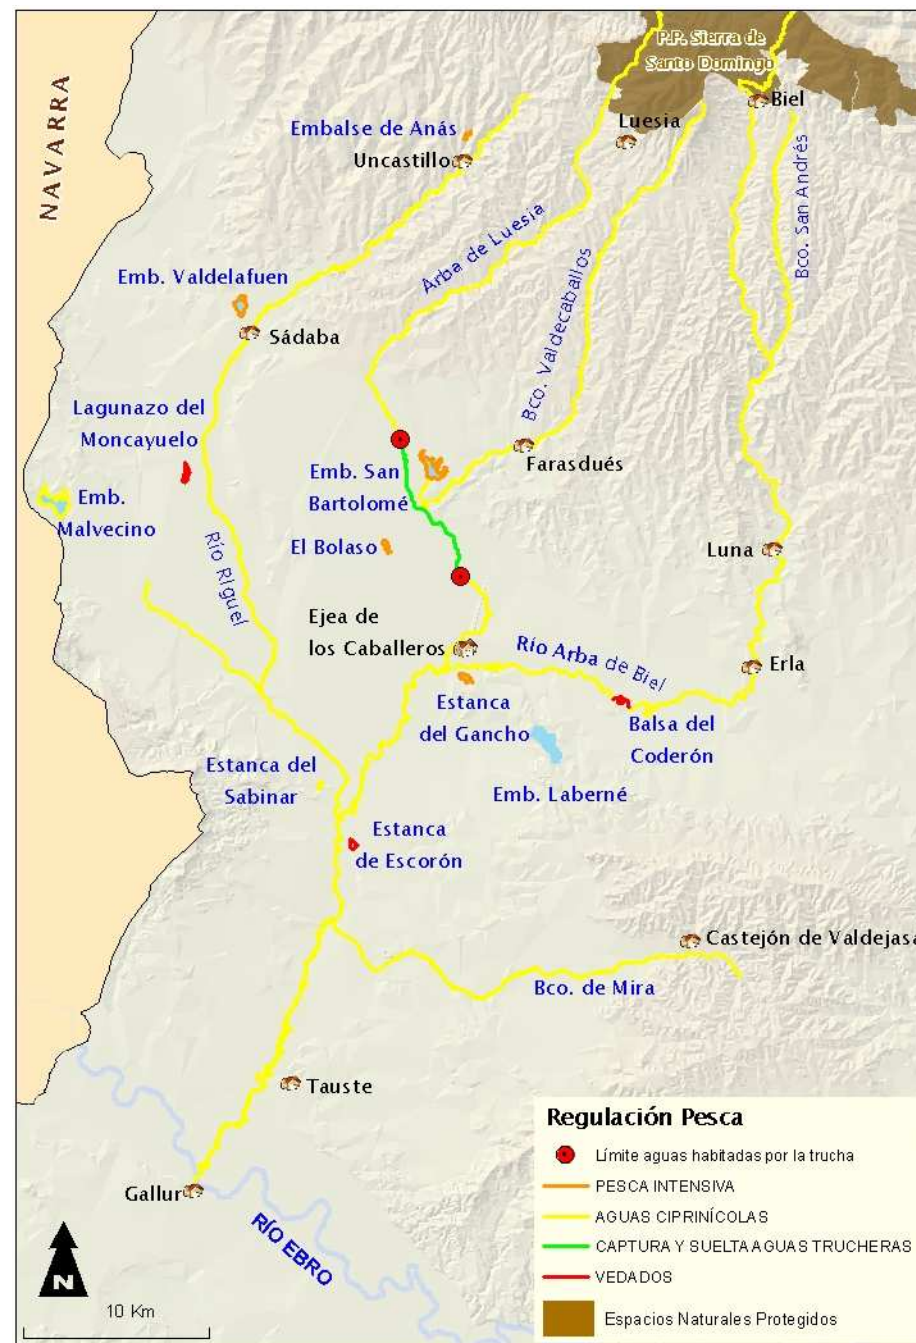 P.P. Sierra de
Santo Domingo
NAVARRA
Biel
Embalse de Anás
Luesia
Uncastillo
Bco. San Andrés
Arba de Luesia
Emb. Valdelafuen
Sádaba
Bco. Valdecaballos
Lagunazo del
Moncayuelo
Farasdués
Emb. San
Bartolomé
Emb.
Malvecino
El Bolaso
Luna
Río Riguel
Ejea de
los Caballeros
Río Arba de Biel
Erla
Estanca
del Gancho
Balsa del
Coderón
Estanca del
Sabinar
Emb. Laberné
Estanca
de Escorón
Castejón de Valdejasa
Bco. de Mira
Tauste
Gallur
RÍO EBRO
N
10 Km
Regulación Pesca
Límite aguas habitadas por la trucha
PESCA INTENSIVA
AGUAS CIPRINÍCOLAS
CAPTURA Y SUELTA AGUAS TRUCHERAS
VEDADOS
Espacios Naturales Protegidos